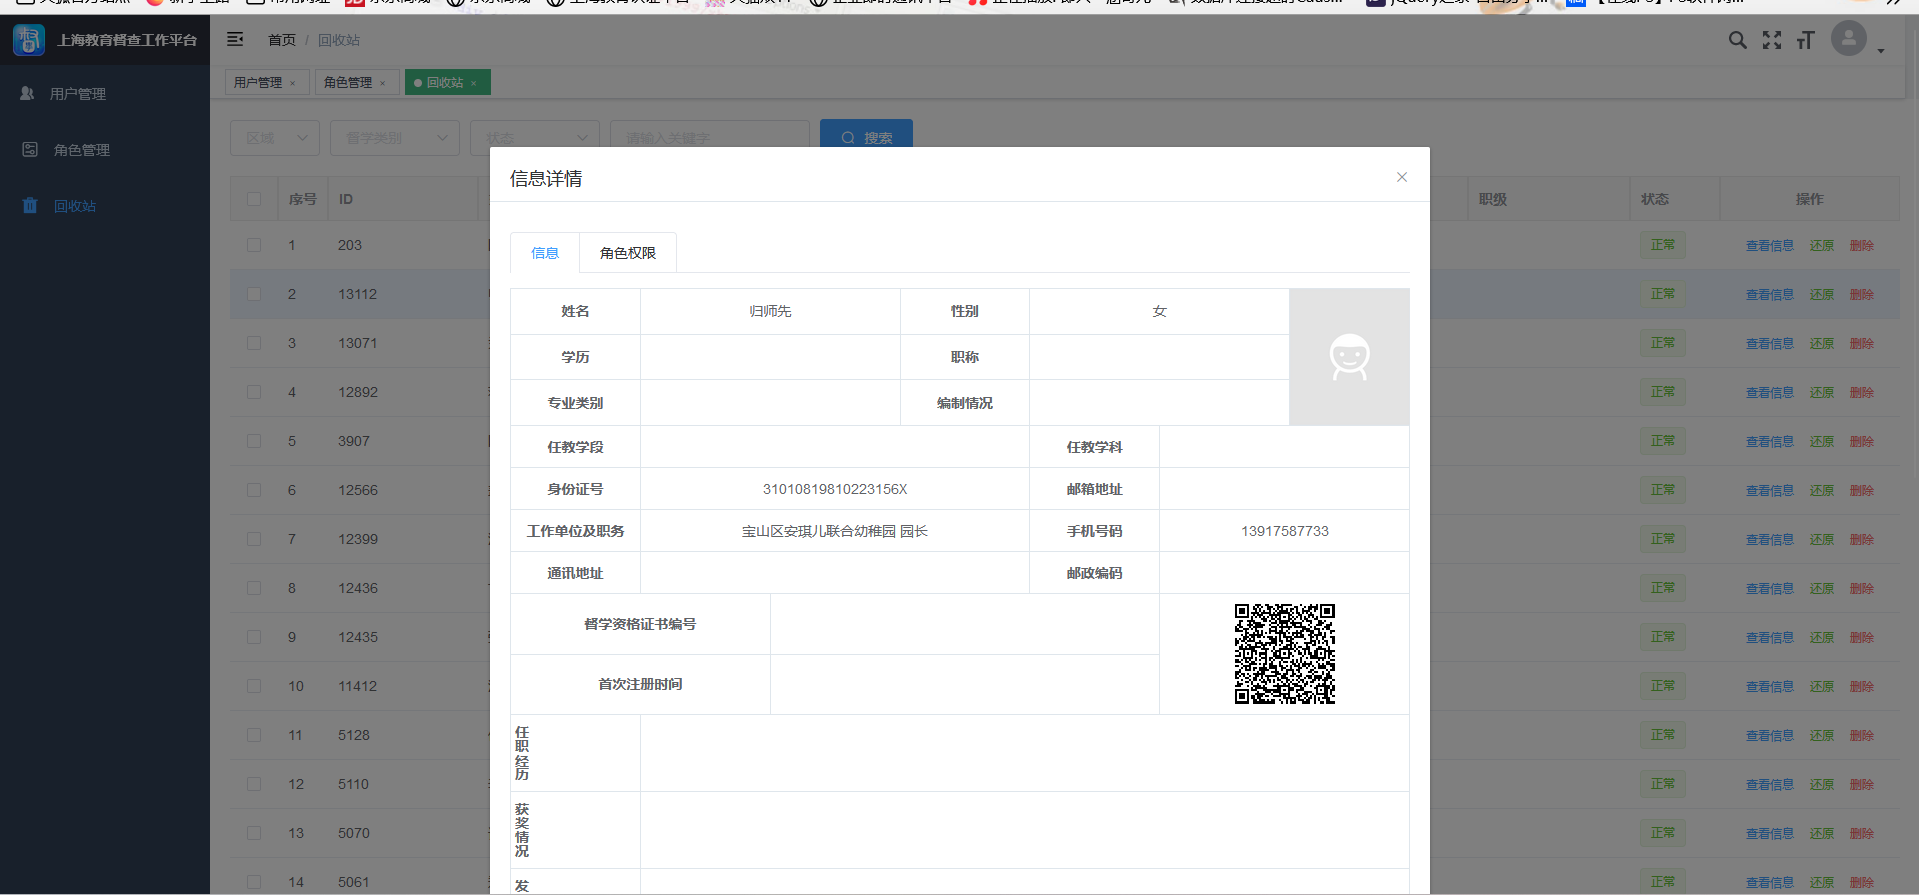 上海教育督查工作平台
首页 / 回收站
用户管理 ×
角色管理 ×
回收站 ×
用户管理
角色管理
回收站
区域
督学类别
状态
请输入关键字
搜索
序号 ID 职级 状态 操作
1 203 正常 查看信息 还原 删除
2 13112 正常 查看信息 还原 删除
3 13071 正常 查看信息 还原 删除
4 12892 正常 查看信息 还原 删除
5 3907 正常 查看信息 还原 删除
6 12566 正常 查看信息 还原 删除
7 12399 正常 查看信息 还原 删除
8 12436 正常 查看信息 还原 删除
9 12435 正常 查看信息 还原 删除
10 11412 正常 查看信息 还原 删除
11 5128 正常 查看信息 还原 删除
12 5110 正常 查看信息 还原 删除
13 5070 正常 查看信息 还原 删除
14 5061 正常 查看信息 还原 删除
信息详情
信息 角色权限
姓名 归师先 性别 女
学历 职称
专业类别 编制情况
任教学段 任教学科
身份证号 31010819810223156X 邮箱地址
工作单位及职务 宝山区安琪儿联合幼稚园 园长 手机号码 13917587733
通讯地址 邮政编码
督学资格证书编号
首次注册时间
任职经历
获奖情况
发